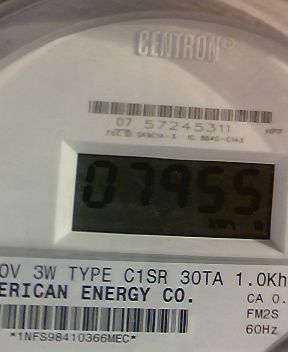 CENTRON®
07 57245311
07955
kWh
0V 3W TYPE C1SR 30TA 1.0Kh
ERICAN ENERGY CO.
CA 0.
FM2S
60Hz
*1NFS98410366MEC*